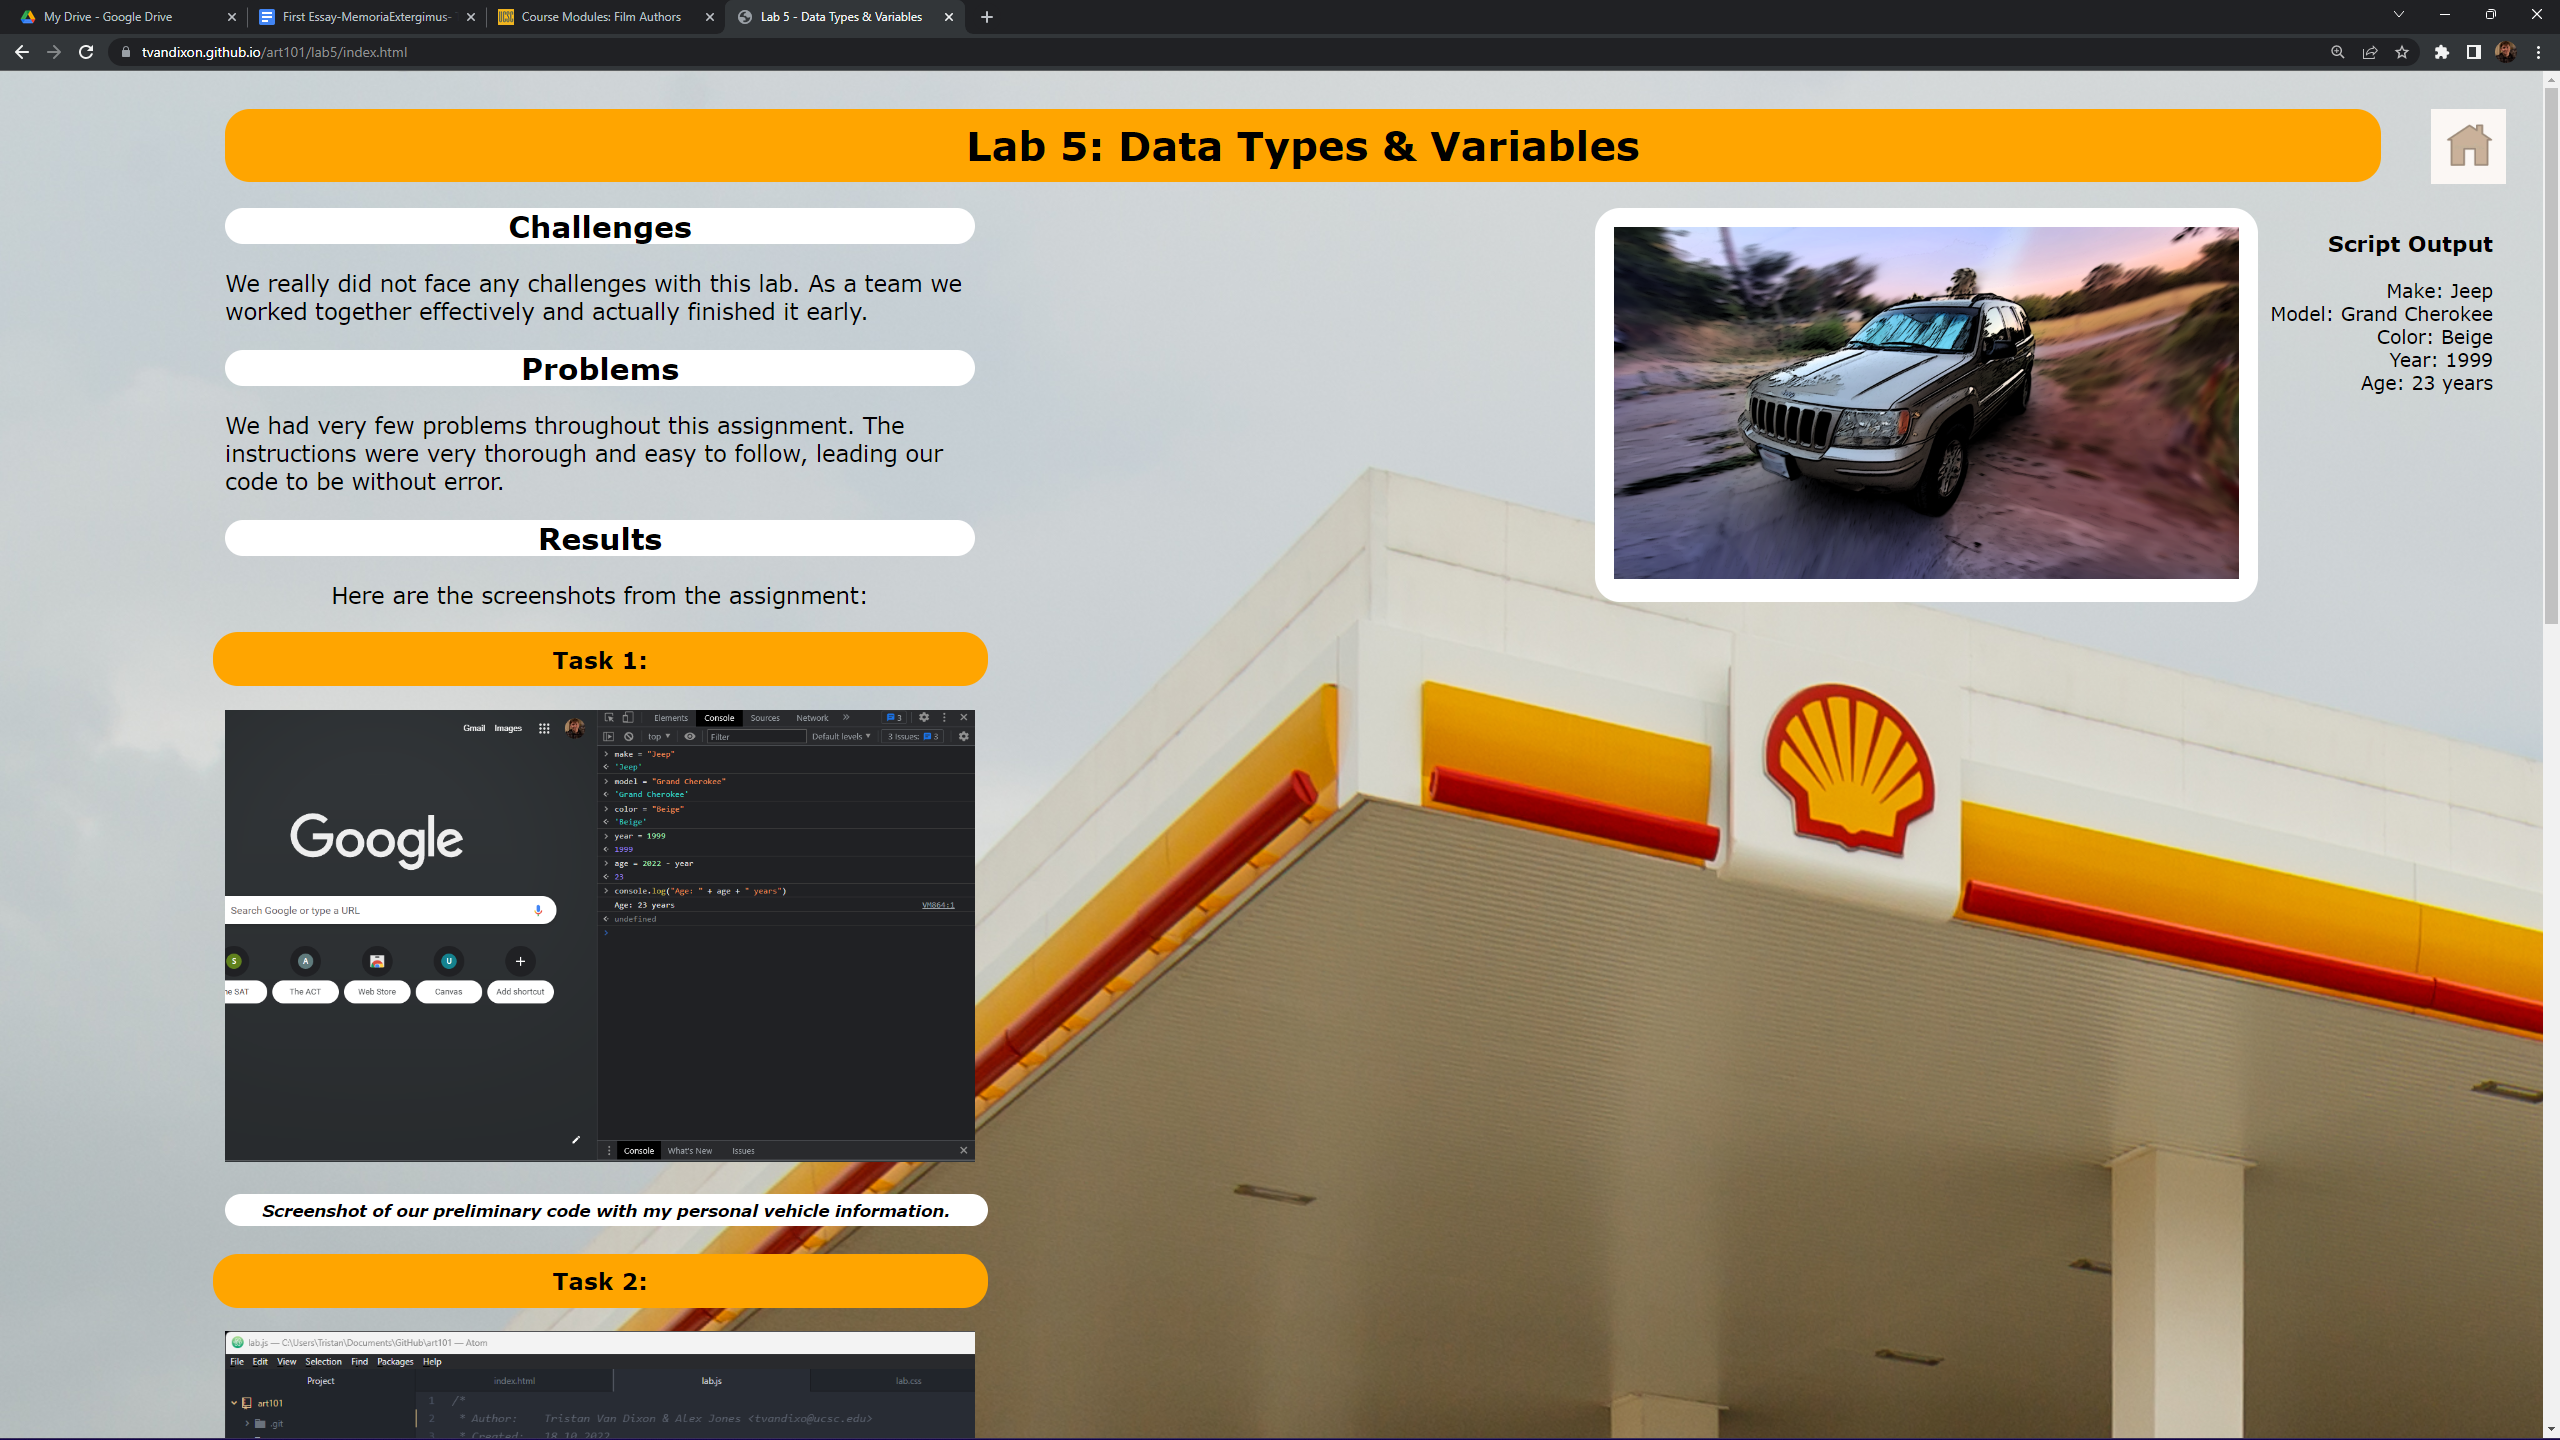 My Drive - Google Drive
First Essay-MemoriaExtergimus-
Course Modules: Film Authors
Lab 5 - Data Types & Variables
tvandixon.github.io/art101/lab5/index.html
Lab 5: Data Types & Variables
Challenges
We really did not face any challenges with this lab. As a team we
worked together effectively and actually finished it early.
Problems
We had very few problems throughout this assignment. The
instructions were very thorough and easy to follow, leading our
code to be without error.
Results
Here are the screenshots from the assignment:
Task 1:
Gmail Images
Google
Search Google or type a URL
S
A
U
he SAT
The ACT
Web Store
Canvas
Add shortcut
Elements Console Sources Network 3
top Filter Default levels 3 Issues: 3
make = "Jeep"
'Jeep'
model = "Grand Cherokee"
'Grand Cherokee'
color = "Beige"
'Beige'
year = 1999
1999
age = 2022 - year
23
console.log("Age: " + age + " years")
Age: 23 years VM864:1
undefined
Console What's New Issues
Screenshot of our preliminary code with my personal vehicle information.
Task 2:
lab.js — C:\Users\Tristan\Documents\GitHub\art101 — Atom
File Edit View Selection Find Packages Help
Project
index.html lab.js lab.css
art101
.git
1 /*
2 * Author: Tristan Van Dixon & Alex Jones <tvandixo@ucsc.edu>
3 * Created: 18.10.2022
Script Output
Make: Jeep
Model: Grand Cherokee
Color: Beige
Year: 1999
Age: 23 years